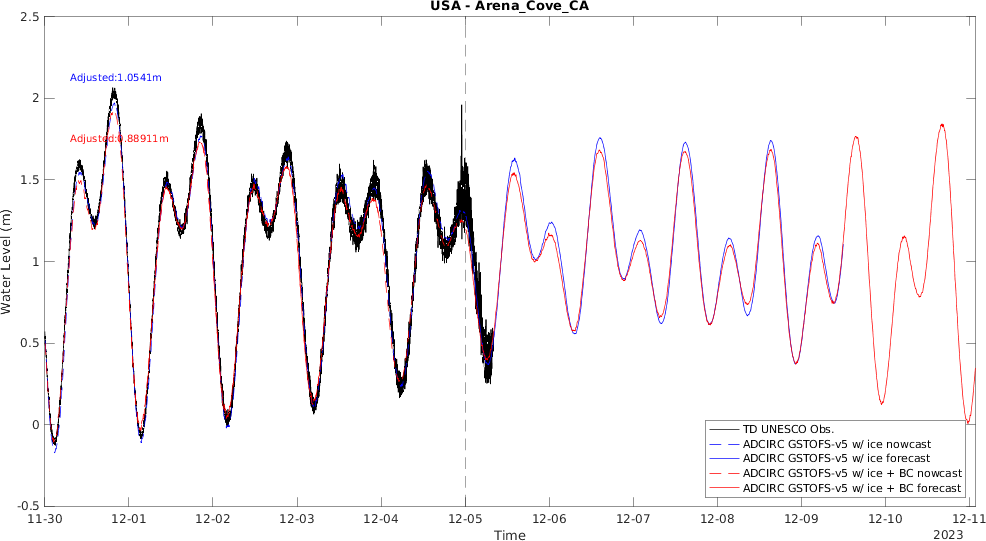 USA - Arena_Cove_CA
2.5
2
1.5
1
0.5
0
-0.5
Water Level (m)
Adjusted:1.0541m
Adjusted:0.88911m
TD UNESCO Obs.
ADCIRC GSTOFS-v5 w/ ice nowcast
ADCIRC GSTOFS-v5 w/ ice forecast
ADCIRC GSTOFS-v5 w/ ice + BC nowcast
ADCIRC GSTOFS-v5 w/ ice + BC forecast
11-30 12-01 12-02 12-03 12-04 12-05 12-06 12-07 12-08 12-09 12-10 12-11
Time
2023